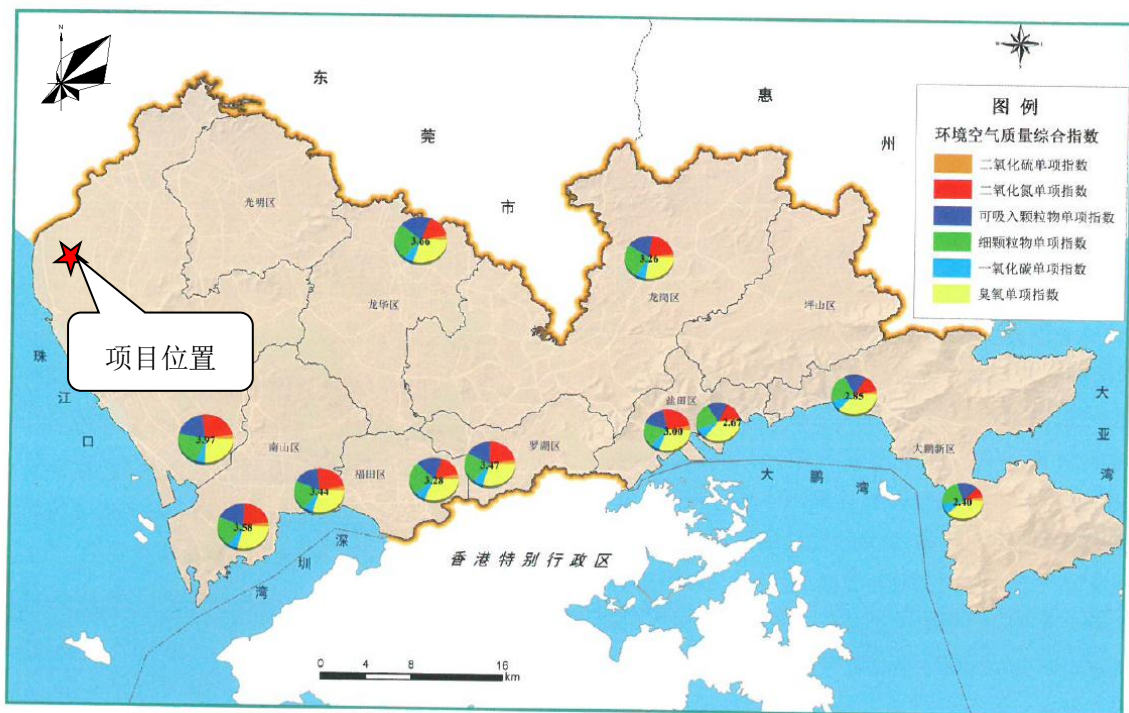 N
东
莞
市
惠
州
图 例
环境空气质量综合指数
二氧化硫单项指数
二氧化氮单项指数
可吸入颗粒物单项指数
细颗粒物单项指数
一氧化碳单项指数
臭氧单项指数
光明区
3.66
龙华区
3.26
龙岗区
坪山区
项目位置
珠
江
口
3.97
南山区
福田区
罗湖区
盐田区
3.00
2.67
2.85
大鹏新区
大
亚
湾
3.44
3.28
3.47
3.58
2.40
大 鹏 湾
深
圳
湾
香港特别行政区
0 4 8 16
km